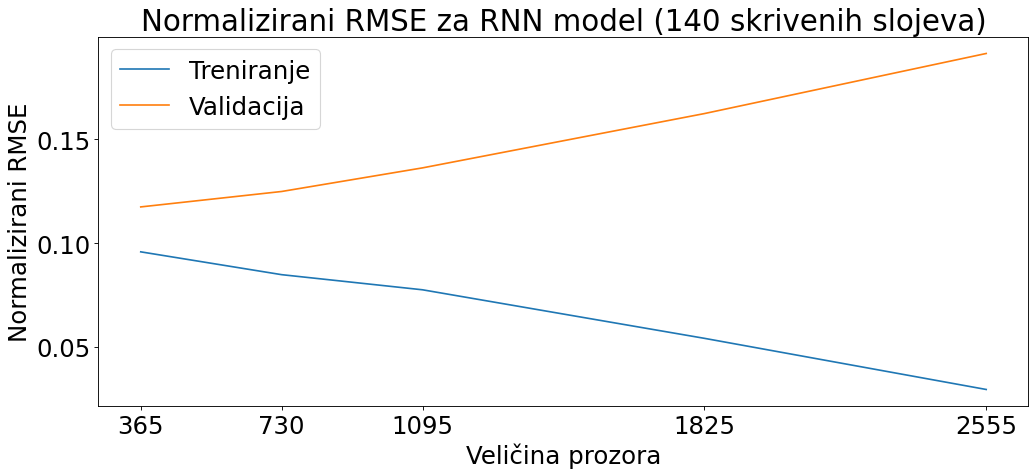 Normalizirani RMSE za RNN model (140 skrivenih slojeva)
Treniranje
Validacija
Normalizirani RMSE
0.15
0.10
0.05
365 730 1095 1825 2555
Veličina prozora